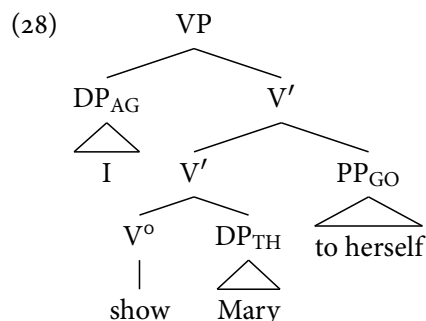 (28) VP
DP_AG V′
I V′ PP_GO
V° DP_TH to herself
show Mary